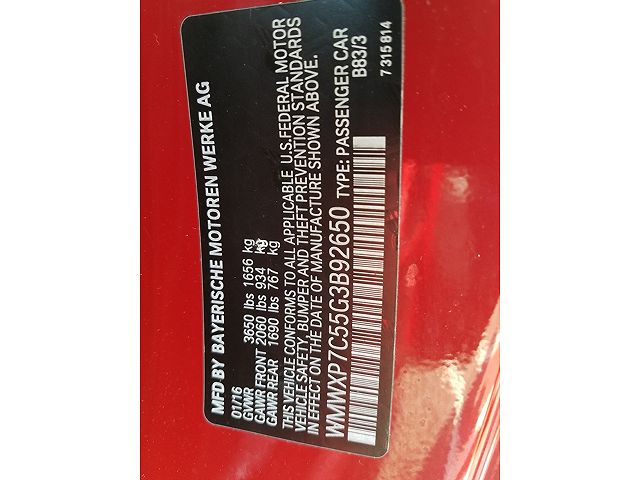 MFD BY BAYERISCHE MOTOREN WERKE AG
01/16
GVWR 3650 lbs 1656 kg
GAWR FRONT 2060 lbs 934 kg
GAWR REAR 1690 lbs 767 kg
THIS VEHICLE CONFORMS TO ALL APPLICABLE U.S.FEDERAL MOTOR
VEHICLE SAFETY, BUMPER AND THEFT PREVENTION STANDARDS
IN EFFECT ON THE DATE OF MANUFACTURE SHOWN ABOVE.
WMWXP7C55G3B92650 TYPE: PASSENGER CAR
B83/3
7 315 814